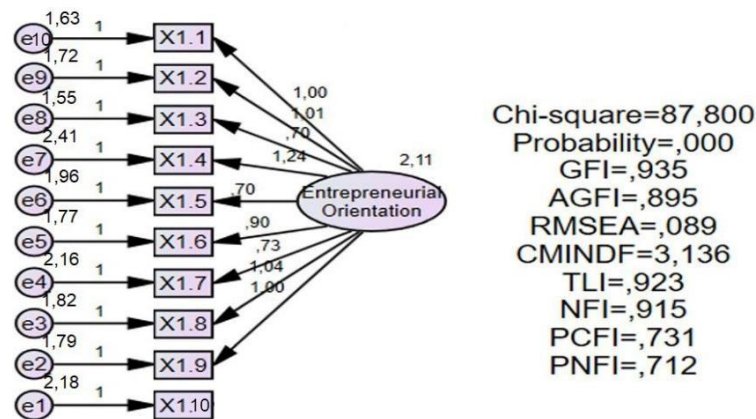 1,63
e10 1 X1.1
1,72
e9 1 X1.2
1,55
e8 1 X1.3
2,41
e7 1 X1.4
1,96
e6 1 X1.5
1,77
e5 1 X1.6
2,16
e4 1 X1.7
1,82
e3 1 X1.8
1,79
e2 1 X1.9
2,18
e1 1 X1.10
1,00
1,01
,70
1,24
,70
,90
,73
1,04
1,00
2,11
Entrepreneurial
Orientation
Chi-square=87,800
Probability=,000
GFI=,935
AGFI=,895
RMSEA=,089
CMINDF=3,136
TLI=,923
NFI=,915
PCFI=,731
PNFI=,712